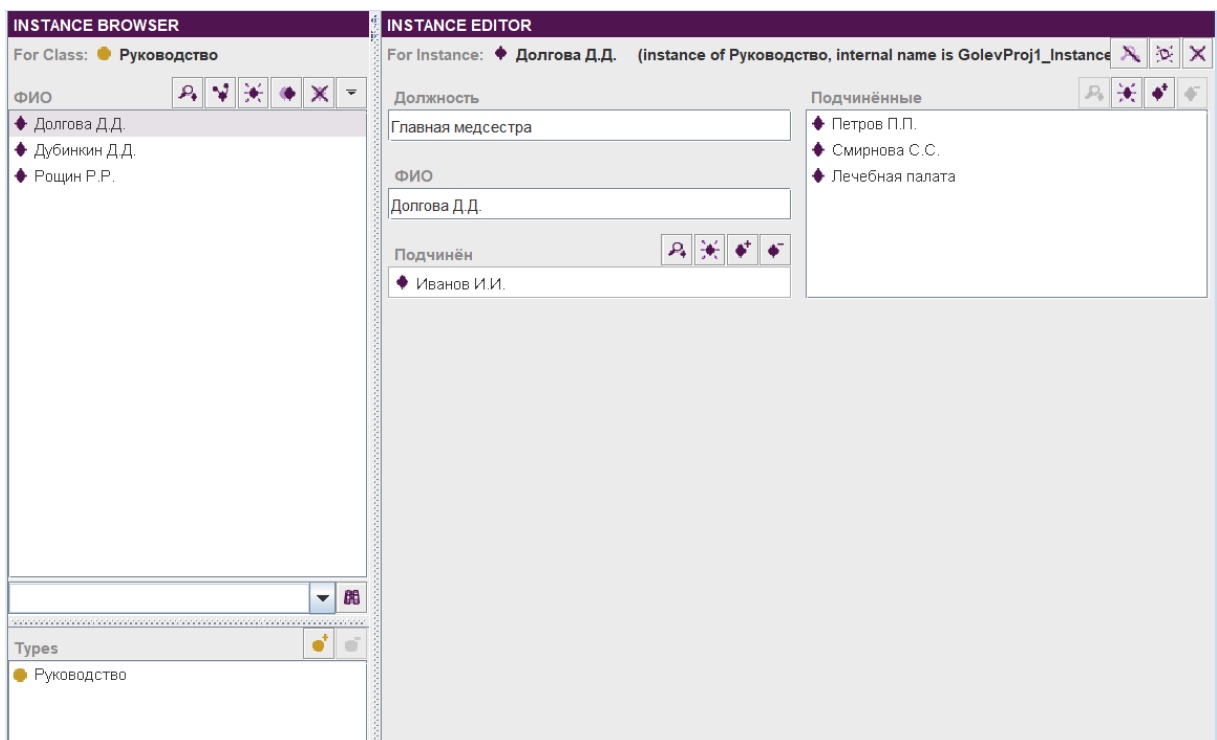 INSTANCE BROWSER
For Class: Руководство
ФИО
Долгова Д.Д.
Дубинкин Д.Д.
Рощин Р.Р.
Types
Руководство
INSTANCE EDITOR
For Instance: Долгова Д.Д. (instance of Руководство, internal name is GolevProj1_Instance
Должность
Главная медсестра
ФИО
Долгова Д.Д.
Подчинён
Иванов И.И.
Подчинённые
Петров П.П.
Смирнова С.С.
Лечебная палата